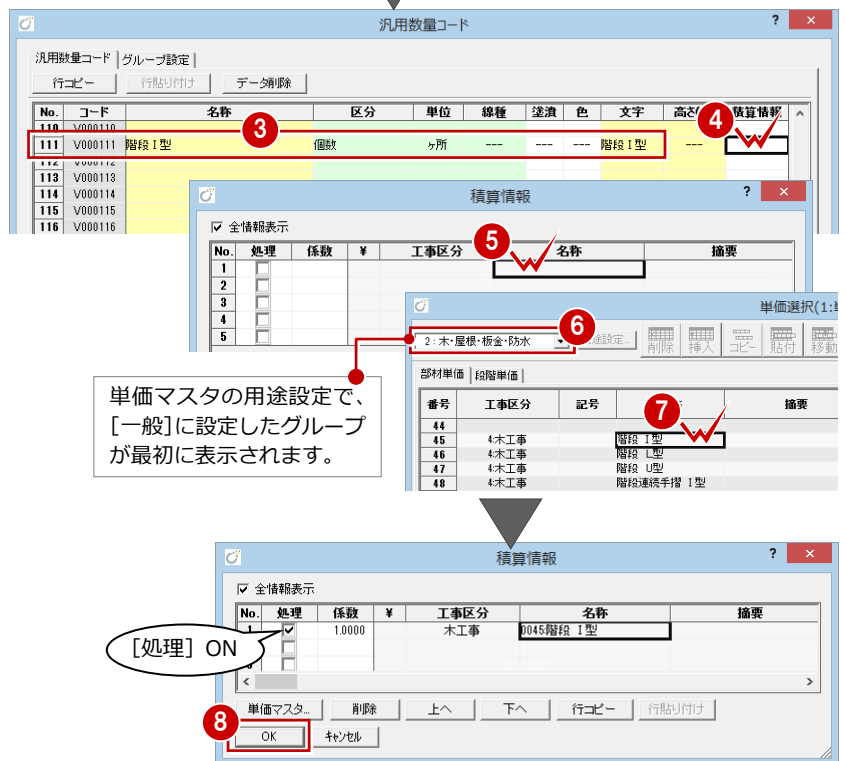 汎用数量コード
? ×
汎用数量コード グループ設定
行コピー 行貼り付け データ削除
No. コード 名称 区分 単位 線種 塗潰 色 文字 高さ( 積算情報
110 V000110
3
4
111 V000111 階段Ⅰ型 個数 ヶ所 --- --- --- 階段Ⅰ型 ---
112 V000112
113 V000113
114 V000114
115 V000115
116 V000116
積算情報
? ×
全情報表示
No. 処理 係数 ¥ 工事区分 名称 摘要
5
1
2
3
4
5
単価選択(1:
6
2:木・屋根・板金・防水
削除 挿入 コピー 貼付 移動
部材単価 段階単価
番号 工事区分 記号 摘要
7
44
45 4:木工事 階段 Ⅰ型
46 4:木工事 階段 L型
47 4:木工事 階段 U型
48 4:木工事 階段連続手摺 Ⅰ型
単価マスタの用途設定で、
[一般]に設定したグループ
が最初に表示されます。
積算情報
? ×
全情報表示
No. 処理 係数 ¥ 工事区分 名称 摘要
1 1.0000 木工事 0045:階段 Ⅰ型
[処理] ON
単価マスタ... 削除 上へ 下へ 行コピー 行貼り付け
8
OK キャンセル